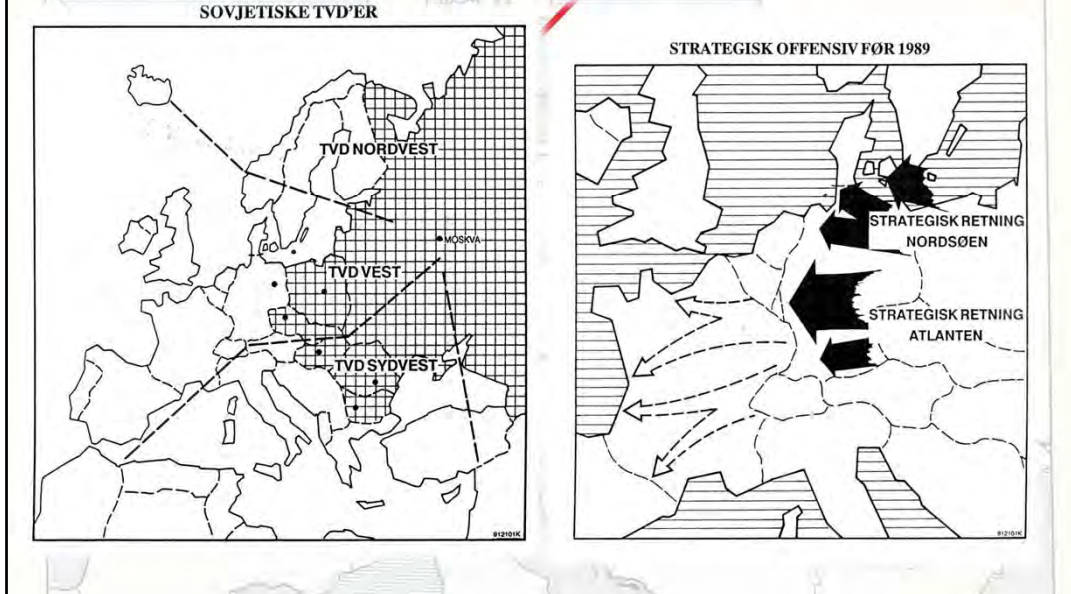 SOVJETISKE TVD'ER
TVD NORDVEST
MOSKVA
TVD VEST
TVD SYDVEST
912101K
STRATEGISK OFFENSIV FØR 1989
STRATEGISK RETNING
NORDSØEN
STRATEGISK RETNING
ATLANTEN
912101K